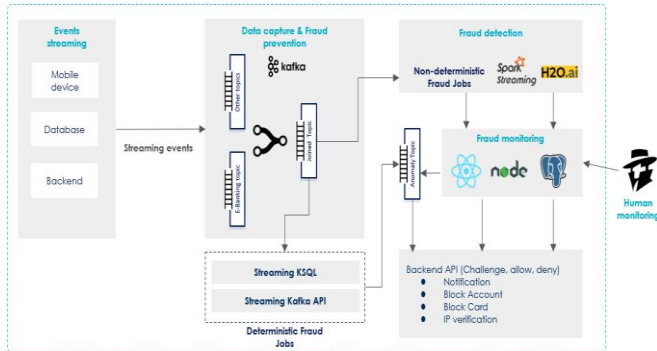 Events
streaming
Mobile
device
Database
Backend
Streaming events
Data capture & Fraud
prevention
kafka
Other topics
Joined Topic
E-Banking topic
Streaming KSQL
Streaming Kafka API
Deterministic Fraud
Jobs
Fraud detection
Non-deterministic
Fraud Jobs
Spark
Streaming
H2O.ai
Fraud monitoring
Anomaly Topic
node
Human
monitoring
Backend API (Challenge, allow, deny)
Notification
Block Account
Block Card
IP verification